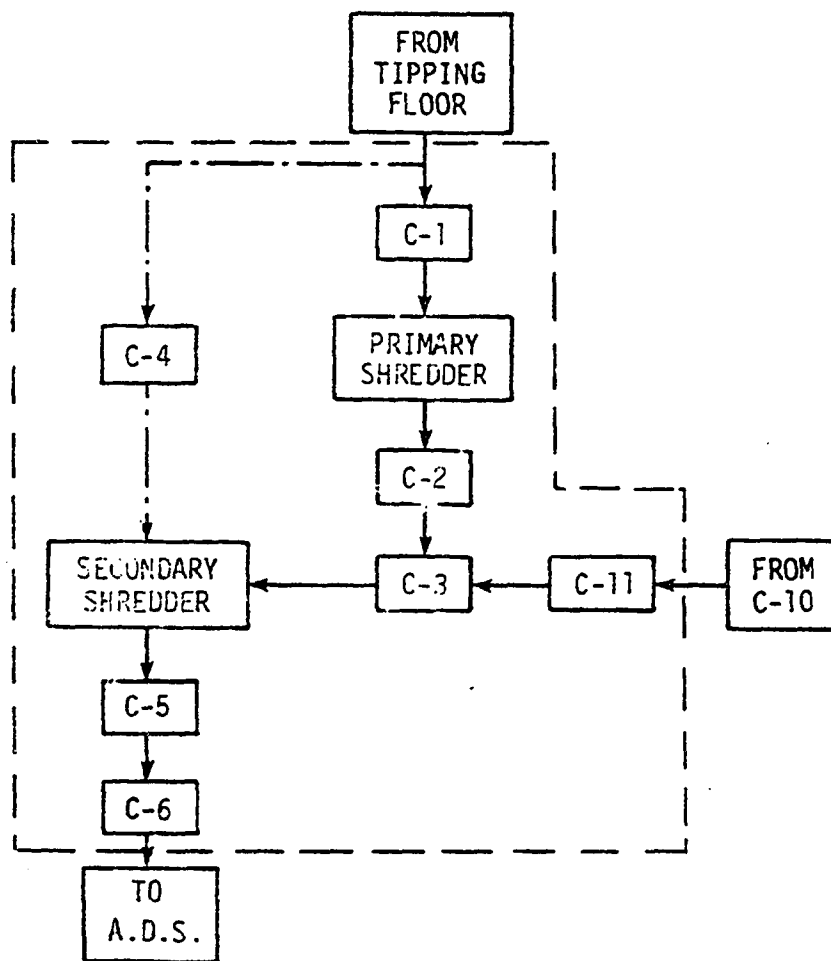 FROM
TIPPING
FLOOR
C-1
PRIMARY
SHREDDER
C-4
C-2
SECONDARY
SHREDDER
C-3
C-11
FROM
C-10
C-5
C-6
TO
A.D.S.